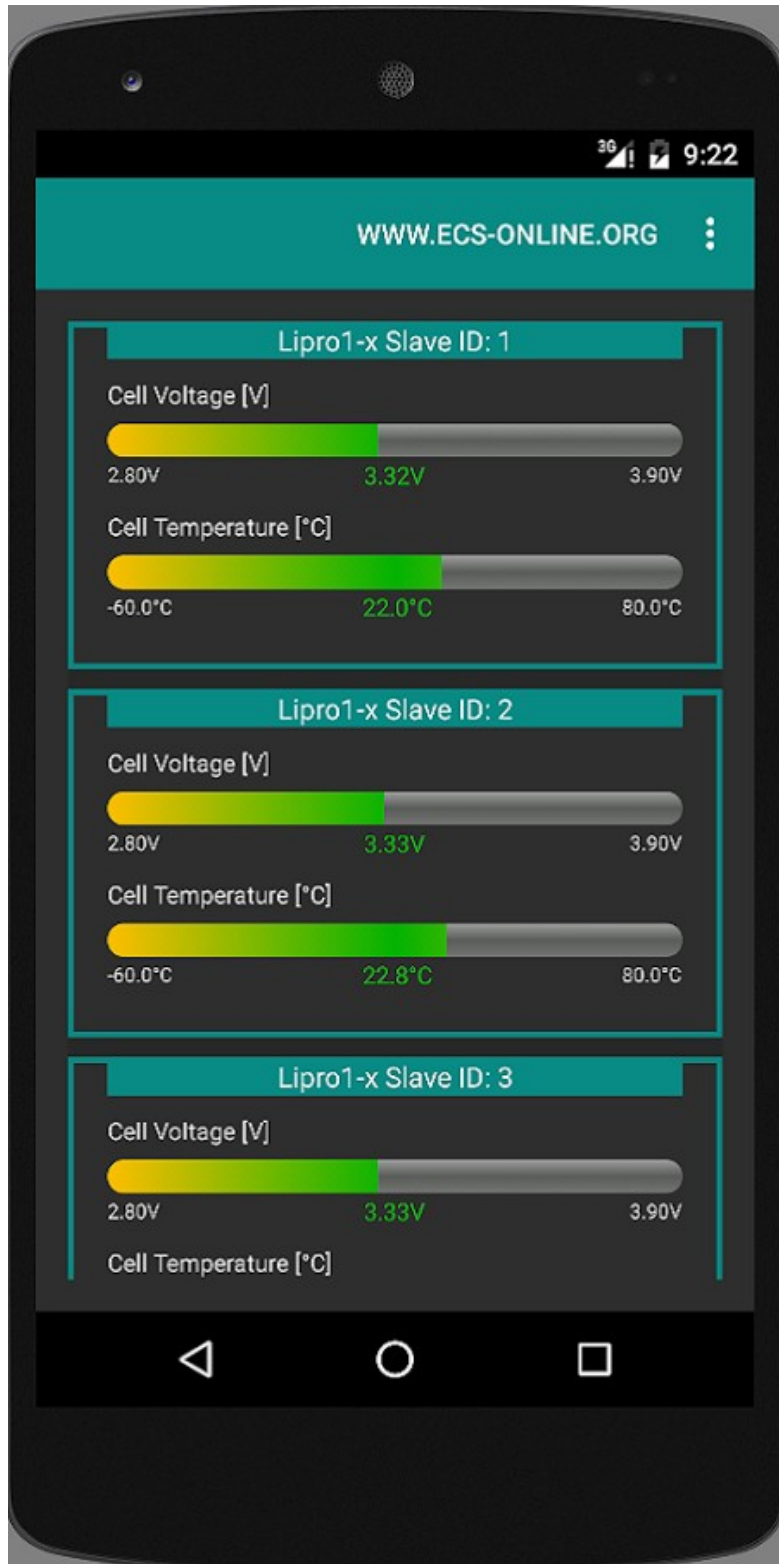 3G 9:22
WWW.ECS-ONLINE.ORG
Lipro1-x Slave ID: 1
Cell Voltage [V]
2.80V 3.32V 3.90V
Cell Temperature [°C]
-60.0°C 22.0°C 80.0°C
Lipro1-x Slave ID: 2
Cell Voltage [V]
2.80V 3.33V 3.90V
Cell Temperature [°C]
-60.0°C 22.8°C 80.0°C
Lipro1-x Slave ID: 3
Cell Voltage [V]
2.80V 3.33V 3.90V
Cell Temperature [°C]